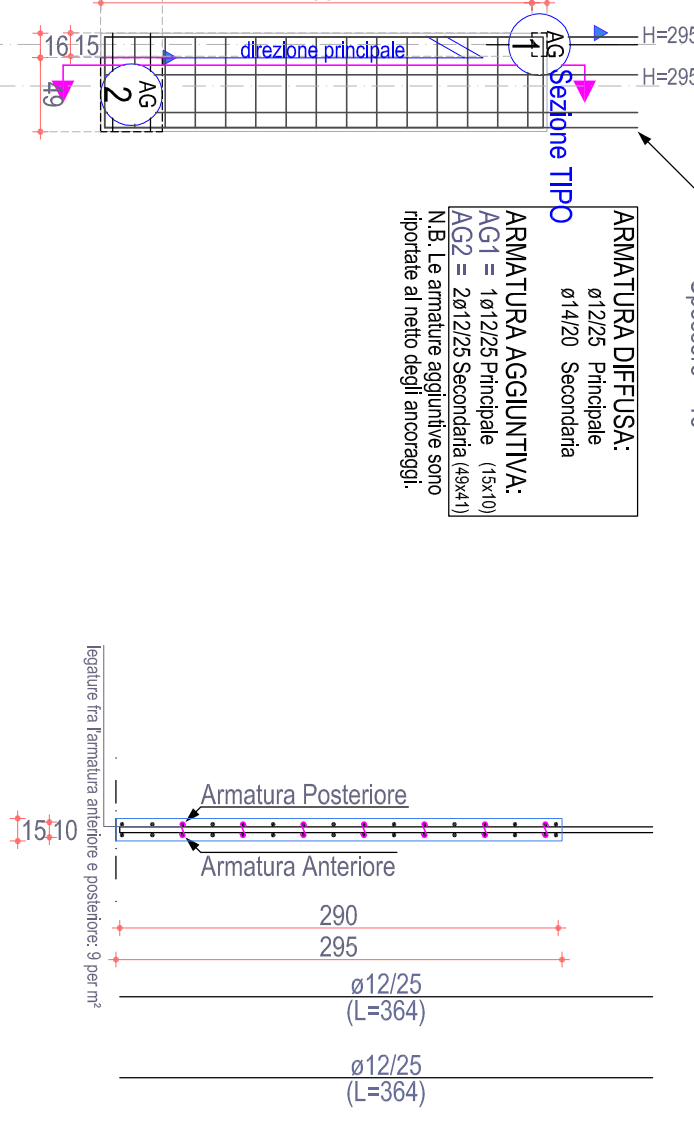 16 15
49
direzione principale
AG
1
AG
2
H=295
H=295
Sezione TIPO
ARMATURA DIFFUSA:
ø12/25 Principale
ø14/20 Secondaria
ARMATURA AGGIUNTIVA:
AG1 = 1ø12/25 Principale (15x10)
AG2 = 2ø12/25 Secondaria (49x41)
N.B. Le armature aggiuntive sono
riportate al netto degli ancoraggi.
legature fra l'armatura anteriore e posteriore: 9 per m²
Armatura Posteriore
15 10
Armatura Anteriore
290
295
ø12/25
(L=364)
ø12/25
(L=364)